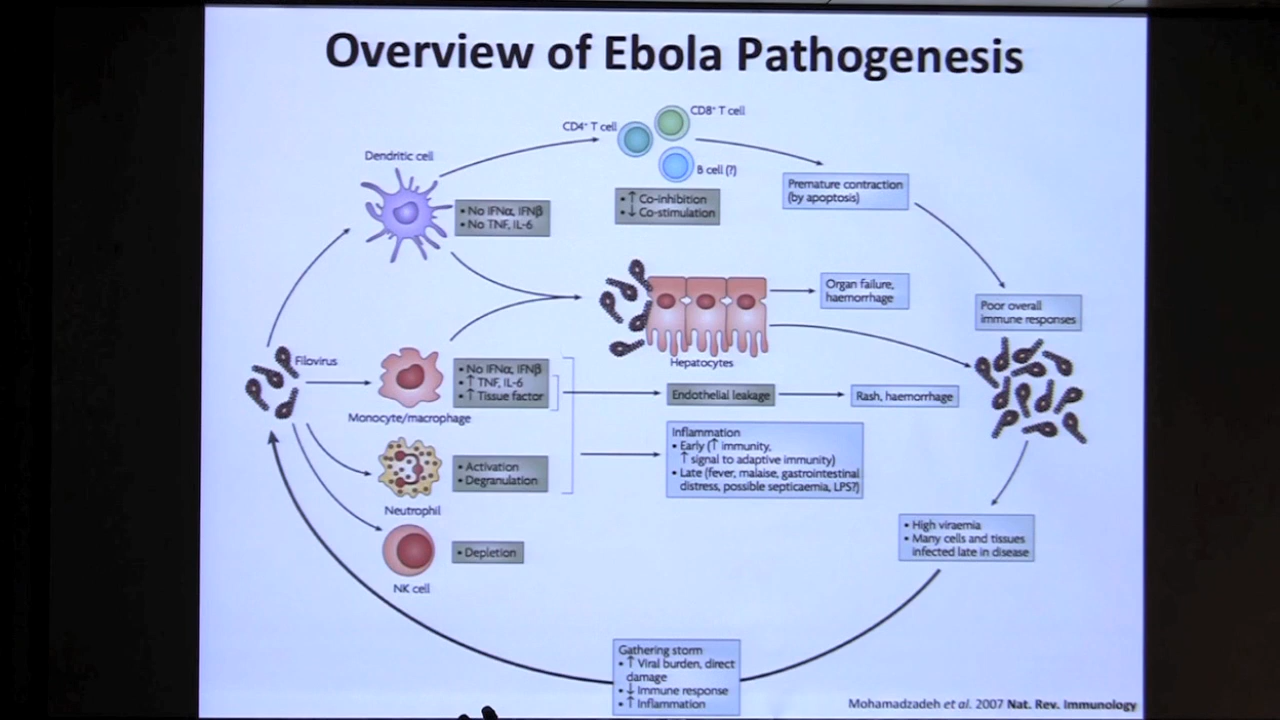 Overview of Ebola Pathogenesis
CD8⁺ T cell
CD4⁺ T cell
B cell (?)
Dendritic cell
• No IFNα, IFNβ
• No TNF, IL-6
• ↑ Co-inhibition
• ↓ Co-stimulation
Premature contraction
(by apoptosis)
Organ failure,
haemorrhage
Poor overall
immune responses
Hepatocytes
Filovirus
• No IFNα, IFNβ
• ↑ TNF, IL-6
• ↑ Tissue factor
Monocyte/macrophage
Endothelial leakage
Rash, haemorrhage
Inflammation
• Early (↑ immunity,
↑ signal to adaptive immunity)
• Late (fever, malaise, gastrointestinal
distress, possible septicaemia, LPS?)
• Activation
• Degranulation
Neutrophil
• Depletion
NK cell
• High viraemia
• Many cells and tissues
infected late in disease
Gathering storm
• ↑ Viral burden, direct
damage
• ↓ Immune response
• ↑ Inflammation
Mohamadzadeh et al. 2007 Nat. Rev. Immunology